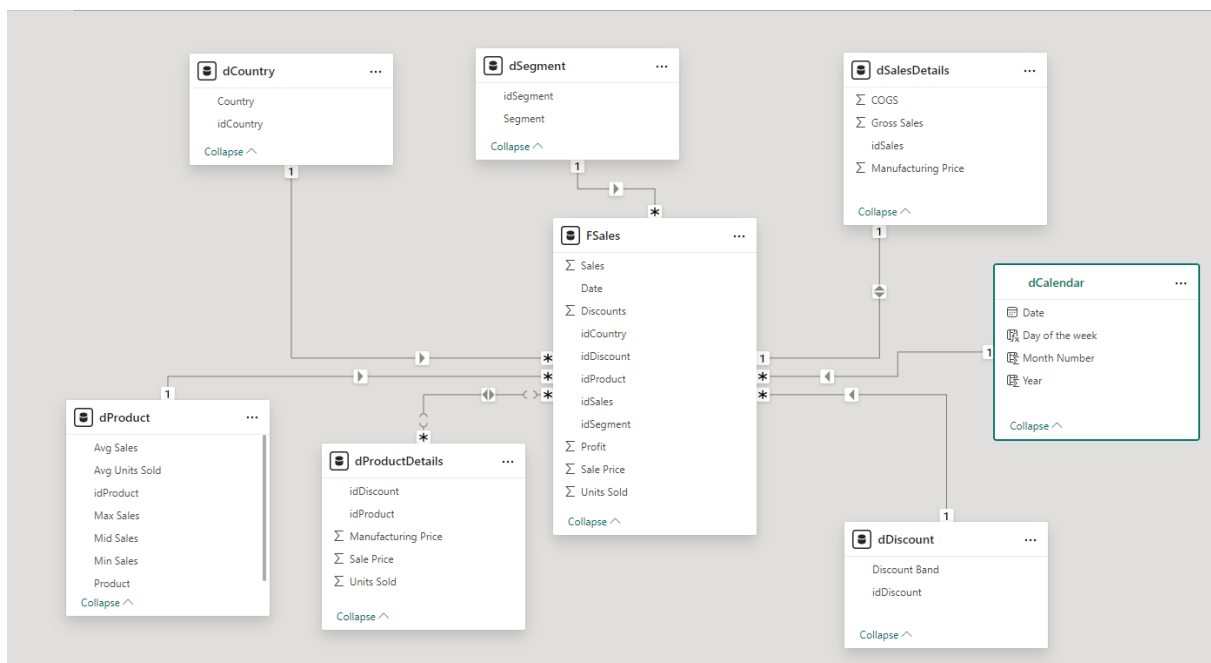 dCountry ...
Country
idCountry
Collapse
dSegment ...
idSegment
Segment
Collapse
dSalesDetails ...
Σ COGS
Σ Gross Sales
idSales
Σ Manufacturing Price
Collapse
1
1
*
1
FSales ...
Σ Sales
Date
Σ Discounts
idCountry
idDiscount
idProduct
idSales
idSegment
Σ Profit
Σ Sale Price
Σ Units Sold
Collapse
dCalendar ...
Date
Day of the week
Month Number
Year
Collapse
1
*
1
*
*
*
*
1
*
1
dProduct ...
Avg Sales
Avg Units Sold
idProduct
Max Sales
Mid Sales
Min Sales
Product
Collapse
dProductDetails ...
idDiscount
idProduct
Σ Manufacturing Price
Σ Sale Price
Σ Units Sold
Collapse
dDiscount ...
Discount Band
idDiscount
Collapse